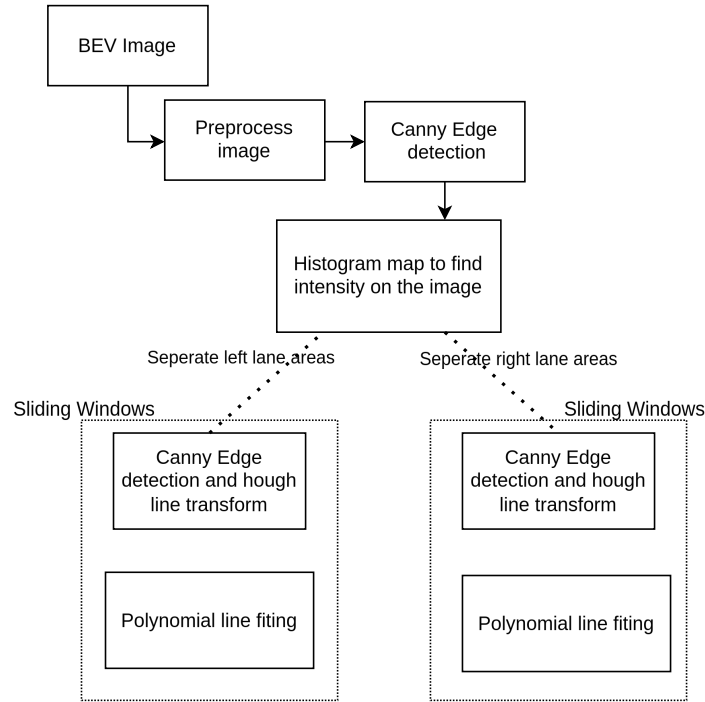 BEV Image
Preprocess
image
Canny Edge
detection
Histogram map to find
intensity on the image
Seperate left lane areas
Seperate right lane areas
Sliding Windows
Canny Edge
detection and hough
line transform
Polynomial line fiting
Sliding Windows
Canny Edge
detection and hough
line transform
Polynomial line fiting